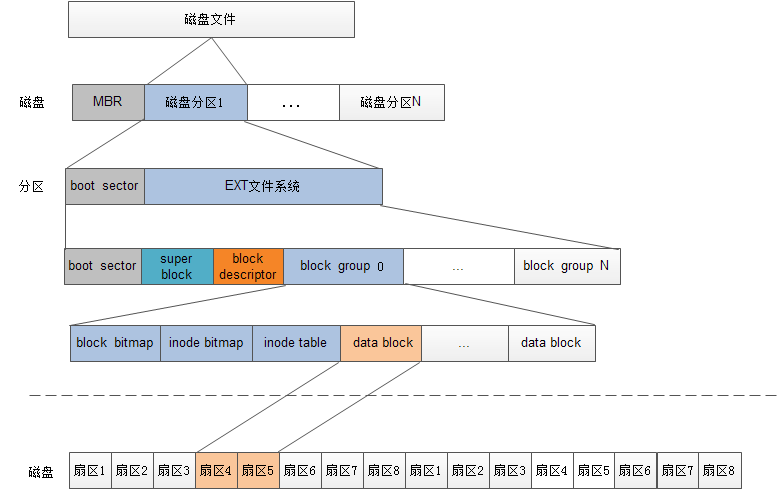 磁盘文件
磁盘 MBR 磁盘分区1 ... 磁盘分区N
分区 boot sector EXT文件系统
boot sector super block block descriptor block group 0 ... block group N
block bitmap inode bitmap inode table data block ... data block
磁盘 扇区1 扇区2 扇区3 扇区4 扇区5 扇区6 扇区7 扇区8 扇区1 扇区2 扇区3 扇区4 扇区5 扇区6 扇区7 扇区8